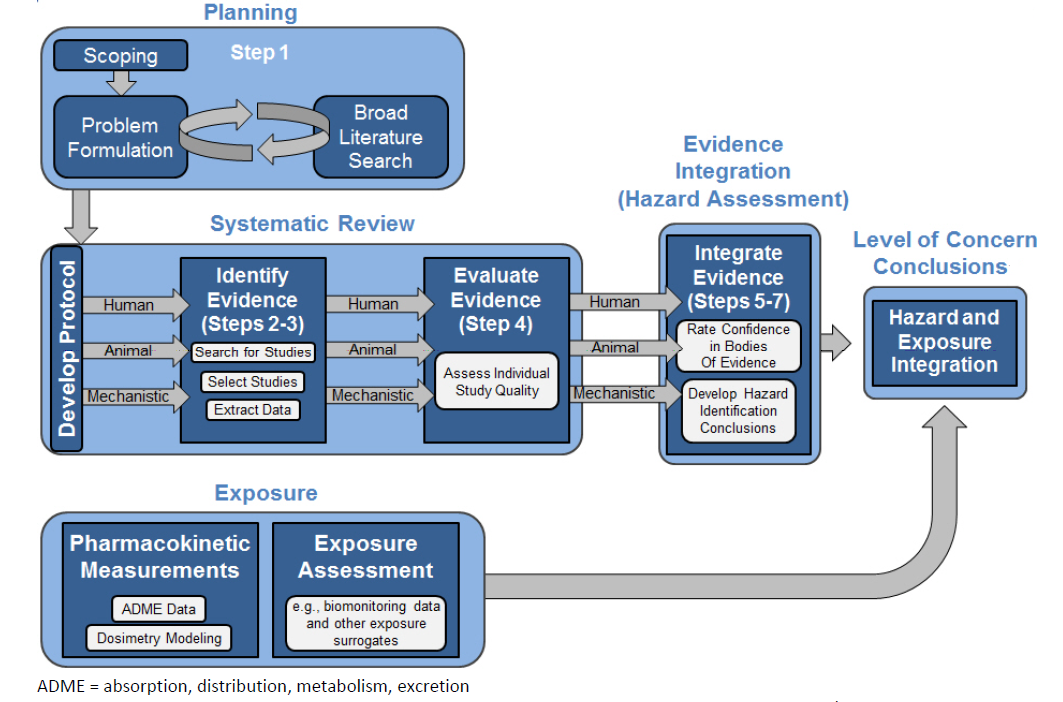 Planning
Scoping
Step 1
Problem
Formulation
Broad
Literature
Search
Systematic Review
Develop Protocol
Human
Animal
Mechanistic
Identify
Evidence
(Steps 2-3)
Search for Studies
Select Studies
Extract Data
Human
Animal
Mechanistic
Evaluate
Evidence
(Step 4)
Assess Individual
Study Quality
Human
Animal
Mechanistic
Evidence
Integration
(Hazard Assessment)
Integrate
Evidence
(Steps 5-7)
Rate Confidence
in Bodies
Of Evidence
Develop Hazard
Identification
Conclusions
Level of Concern
Conclusions
Hazard and
Exposure
Integration
Exposure
Pharmacokinetic
Measurements
ADME Data
Dosimetry Modeling
Exposure
Assessment
e.g., biomonitoring data
and other exposure
surrogates
ADME = absorption, distribution, metabolism, excretion